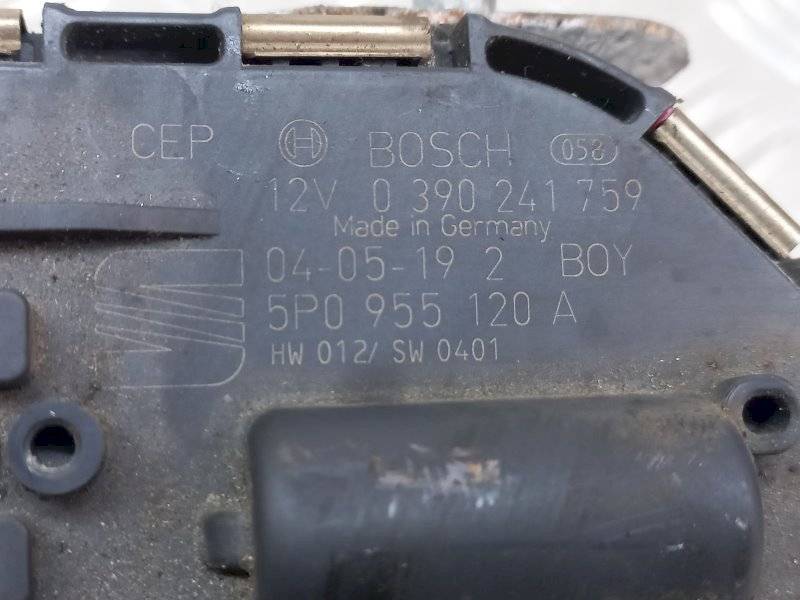 CEP BOSCH 058
12V 0 390 241 759
Made in Germany
04-05-19 2 BOY
5P0 955 120 A
HW 012/ SW 0401